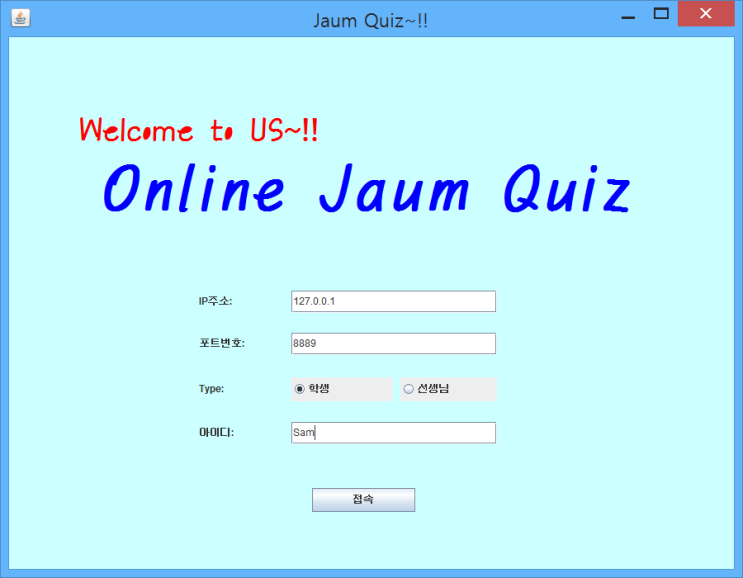 Jaum Quiz~!!
Welcome to US~!!
Online Jaum Quiz
IP주소: 127.0.0.1
포트번호: 8889
Type: 학생 선생님
아이디: Sam
접속